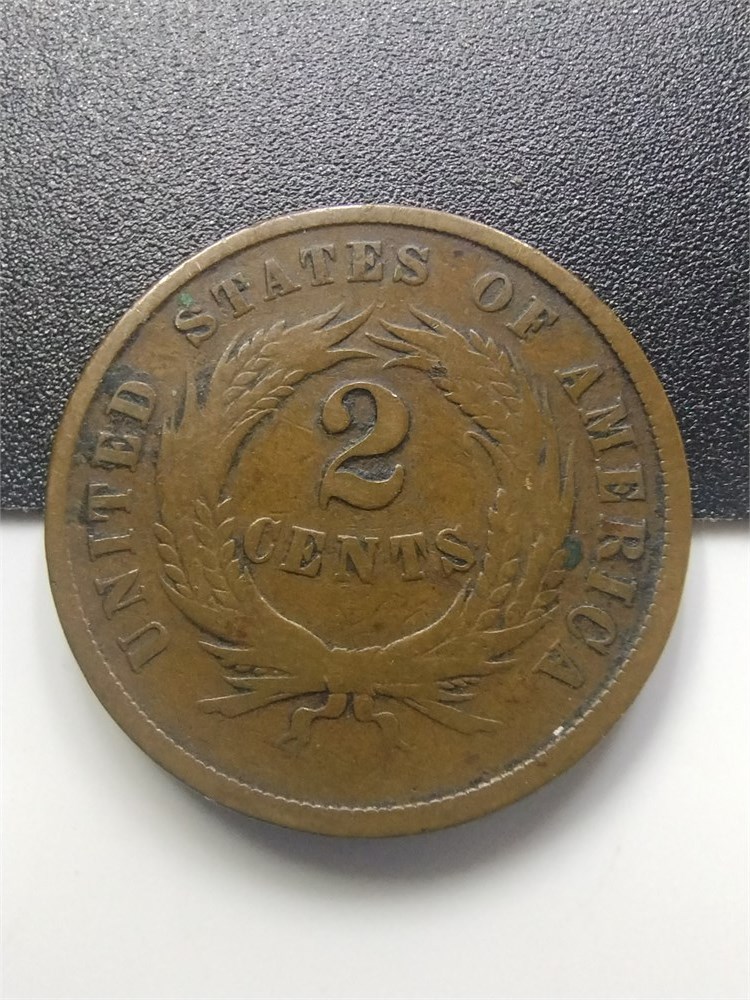 UNITED STATES OF AMERICA
2
CENTS